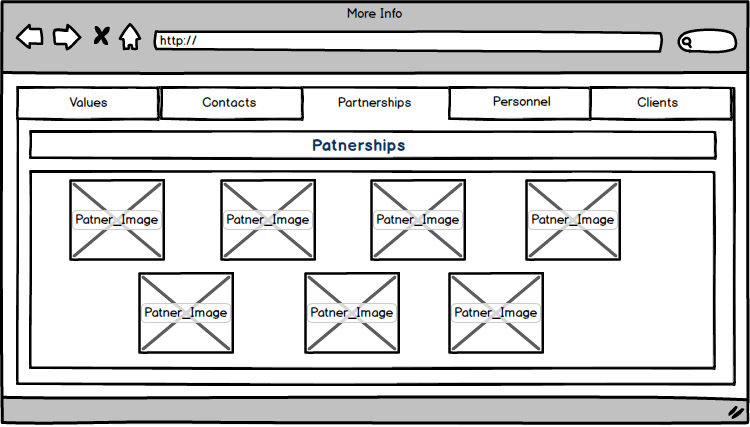 More Info
http://
Values Contacts Partnerships Personnel Clients
Patnerships
Patner_Image Patner_Image Patner_Image Patner_Image
Patner_Image Patner_Image Patner_Image